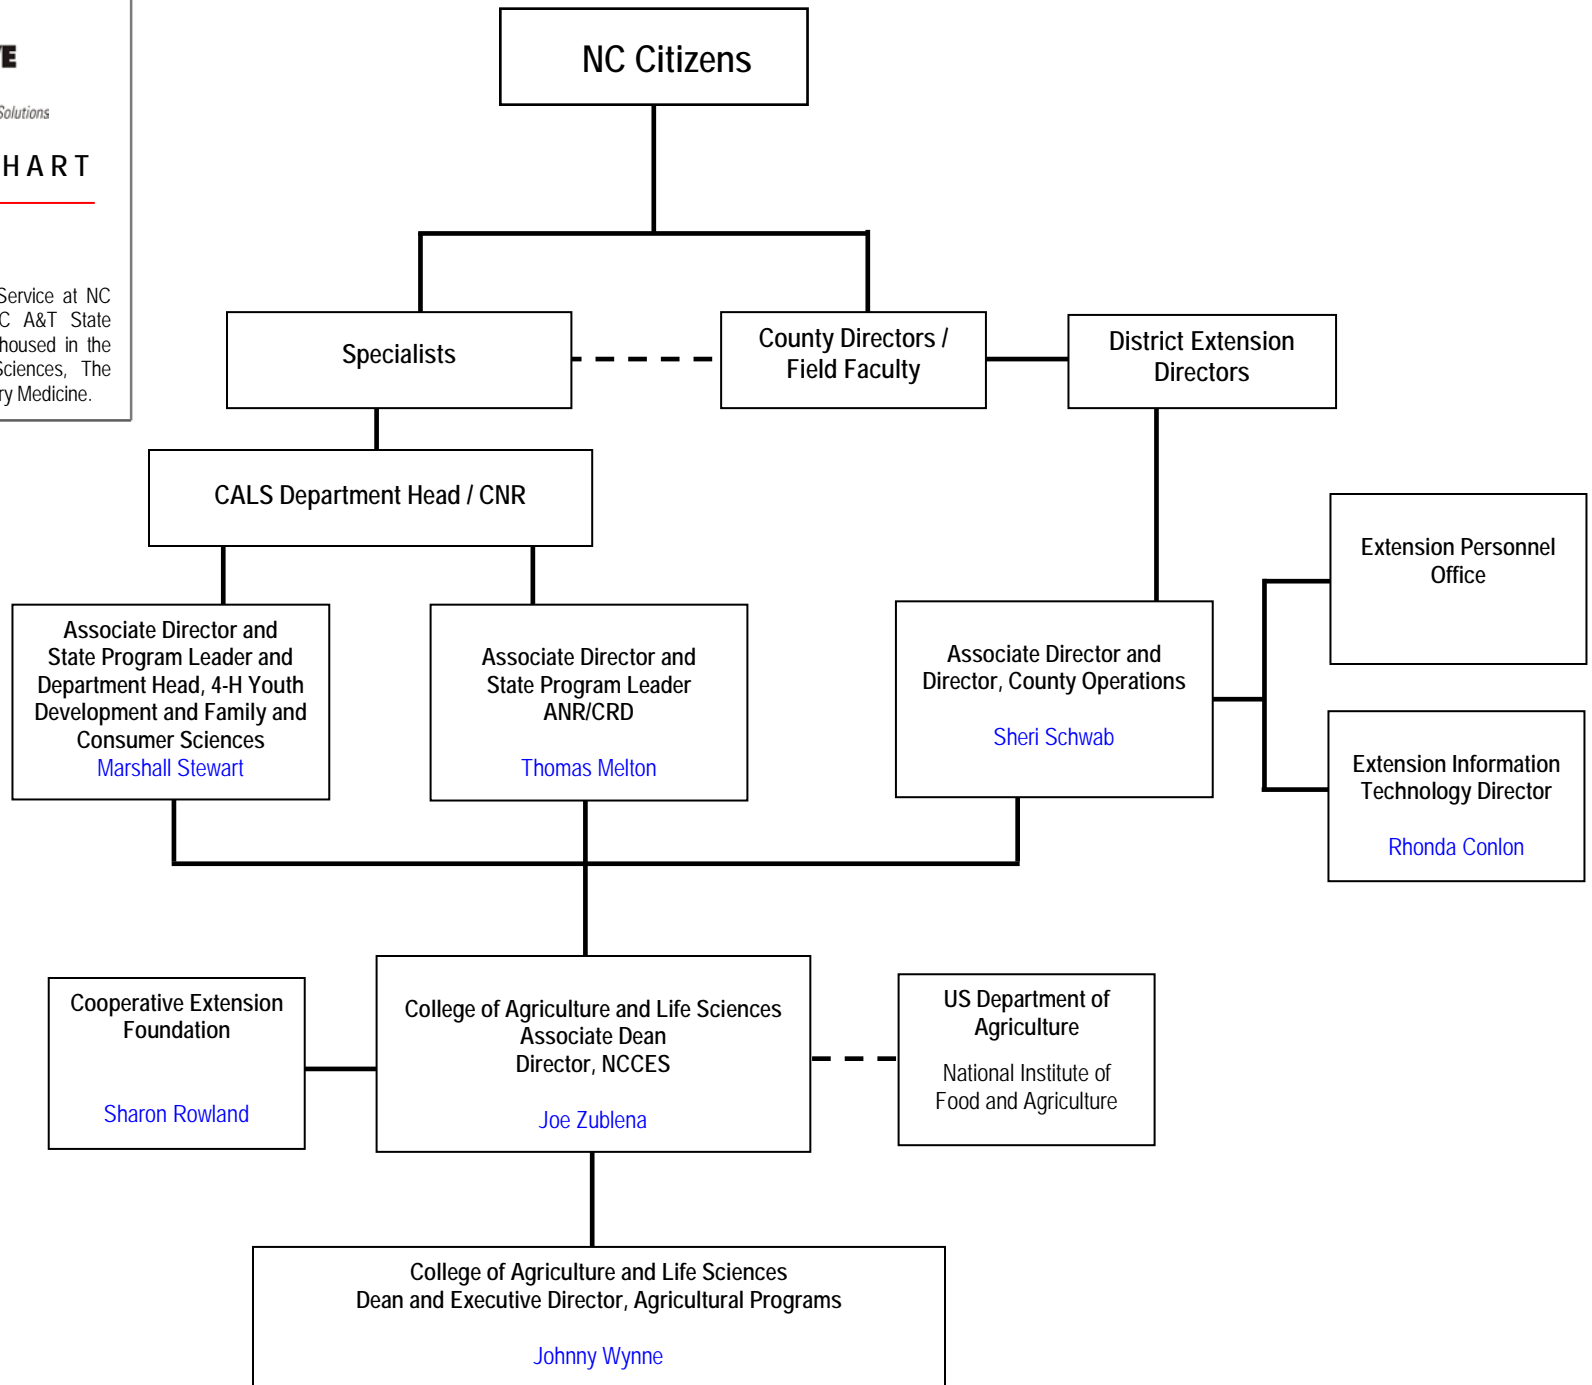 VE
Solutions
HART
Service at NC
C A&T State
housed in the
Sciences, The
ry Medicine.
NC Citizens
Specialists
County Directors /
Field Faculty
District Extension
Directors
CALS Department Head / CNR
Extension Personnel
Office
Associate Director and
State Program Leader and
Department Head, 4-H Youth
Development and Family and
Consumer Sciences
Marshall Stewart
Associate Director and
State Program Leader
ANR/CRD
Thomas Melton
Associate Director and
Director, County Operations
Sheri Schwab
Extension Information
Technology Director
Rhonda Conlon
Cooperative Extension
Foundation
Sharon Rowland
College of Agriculture and Life Sciences
Associate Dean
Director, NCCES
Joe Zublena
US Department of
Agriculture
National Institute of
Food and Agriculture
College of Agriculture and Life Sciences
Dean and Executive Director, Agricultural Programs
Johnny Wynne